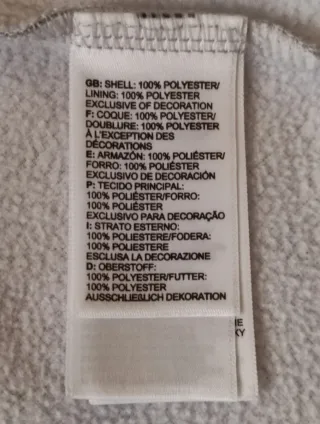 GB: SHELL: 100% POLYESTER/
LINING: 100% POLYESTER
EXCLUSIVE OF DECORATION
F: COQUE: 100% POLYESTER/
DOUBLURE: 100% POLYESTER
À L'EXCEPTION DES
DÉCORATIONS
E: ARMAZÓN: 100% POLIÉSTER/
FORRO: 100% POLIÉSTER
EXCLUSIVO DE DECORACIÓN
P: TECIDO PRINCIPAL:
100% POLIÉSTER/FORRO:
100% POLIÉSTER
EXCLUSIVO PARA DECORAÇÃO
I: STRATO ESTERNO:
100% POLIESTERE/FODERA:
100% POLIESTERE
ESCLUSA LA DECORAZIONE
D: OBERSTOFF:
100% POLYESTER/FUTTER:
100% POLYESTER
AUSSCHLIEßLICH DEKORATION